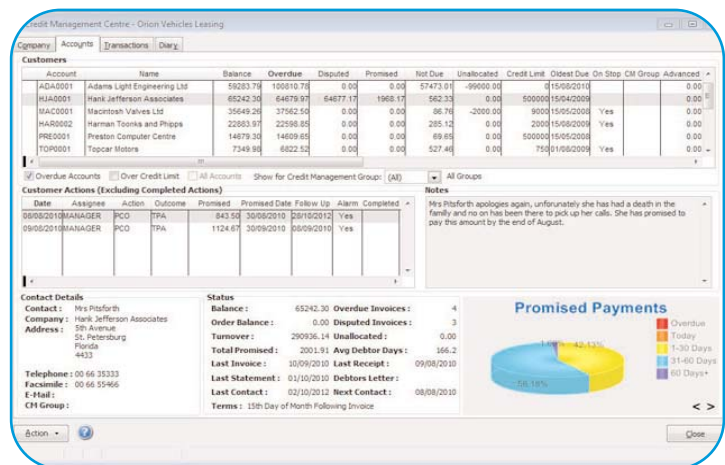 Credit Management Centre - Orion Vehicles Leasing
Company Accounts Transactions Diary
Customers
Account Name Balance Overdue Disputed Promised Not Due Unallocated Credit Limit Oldest Due On Stop CM Group Advanced
ADA0001 Adams Light Engineering Ltd 59283.79 100810.78 0.00 0.00 57473.01 -99000.00 0 15/08/2010 0.00
HJA0001 Hank Jefferson Associates 65242.30 64679.97 64677.17 1968.17 562.33 0.00 500000 15/04/2009 0.00
MAC0001 Macintosh Valves Ltd 35649.26 37562.50 0.00 0.00 86.76 -2000.00 9000 15/05/2008 Yes 0.00
HAR0002 Harman Toonks and Phipps 22883.97 22598.85 0.00 0.00 285.12 0.00 2000 15/08/2009 Yes 0.00
PRE0001 Preston Computer Centre 14679.30 14609.65 0.00 0.00 69.65 0.00 500000 15/05/2008 0.00
TOP0001 Topcar Motors 7349.98 6822.52 0.00 0.00 527.46 0.00 750 01/06/2009 Yes 0.00
Overdue Accounts Over Credit Limit All Accounts Show for Credit Management Group: (All) All Groups
Customer Actions (Excluding Completed Actions) Notes
Date Assignee Action Outcome Promised Promised Date Follow Up Alarm Completed
08/08/2010 MANAGER PCO TPA 843.50 30/08/2010 28/10/2012 Yes
09/08/2010 MANAGER PCO TPA 1124.67 30/09/2010 08/09/2010 Yes
Mrs Pitsforth apologies again, unforunately she has had a death in the
family and no on has been there to pick up her calls. She has promised to
pay this amount by the end of August.
Contact Details
Contact : Mrs Pitsforth
Company : Hank Jefferson Associates
Address : 5th Avenue
St. Petersburg
Florida
4433
Telephone : 00 66 35333
Facsimile : 00 66 55466
E-Mail :
CM Group :
Status
Balance : 65242.30 Overdue Invoices : 4
Order Balance : 0.00 Disputed Invoices : 3
Turnover : 290936.14 Unallocated : 0.00
Total Promised : 2001.91 Avg Debtor Days : 166.2
Last Invoice : 10/09/2010 Last Receipt : 09/08/2010
Last Statement : 01/10/2010 Debtors Letter :
Last Contact : 02/10/2012 Next Contact : 08/08/2010
Terms : 15th Day of Month Following Invoice
Promised Payments
42.13%
56.18%
Overdue
Today
1-30 Days
31-60 Days
60 Days+
< >
Action Close